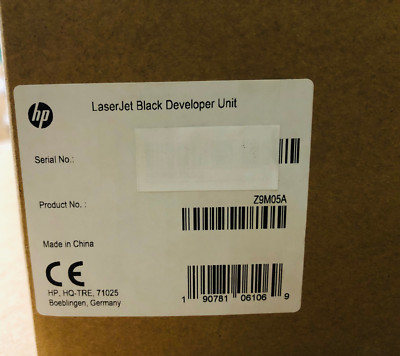 hp
LaserJet Black Developer Unit
Serial No.:
Product No. :
Z9M05A
Made in China
CE
HP, HQ-TRE, 71025
Boeblingen, Germany
1 90781 06106 9